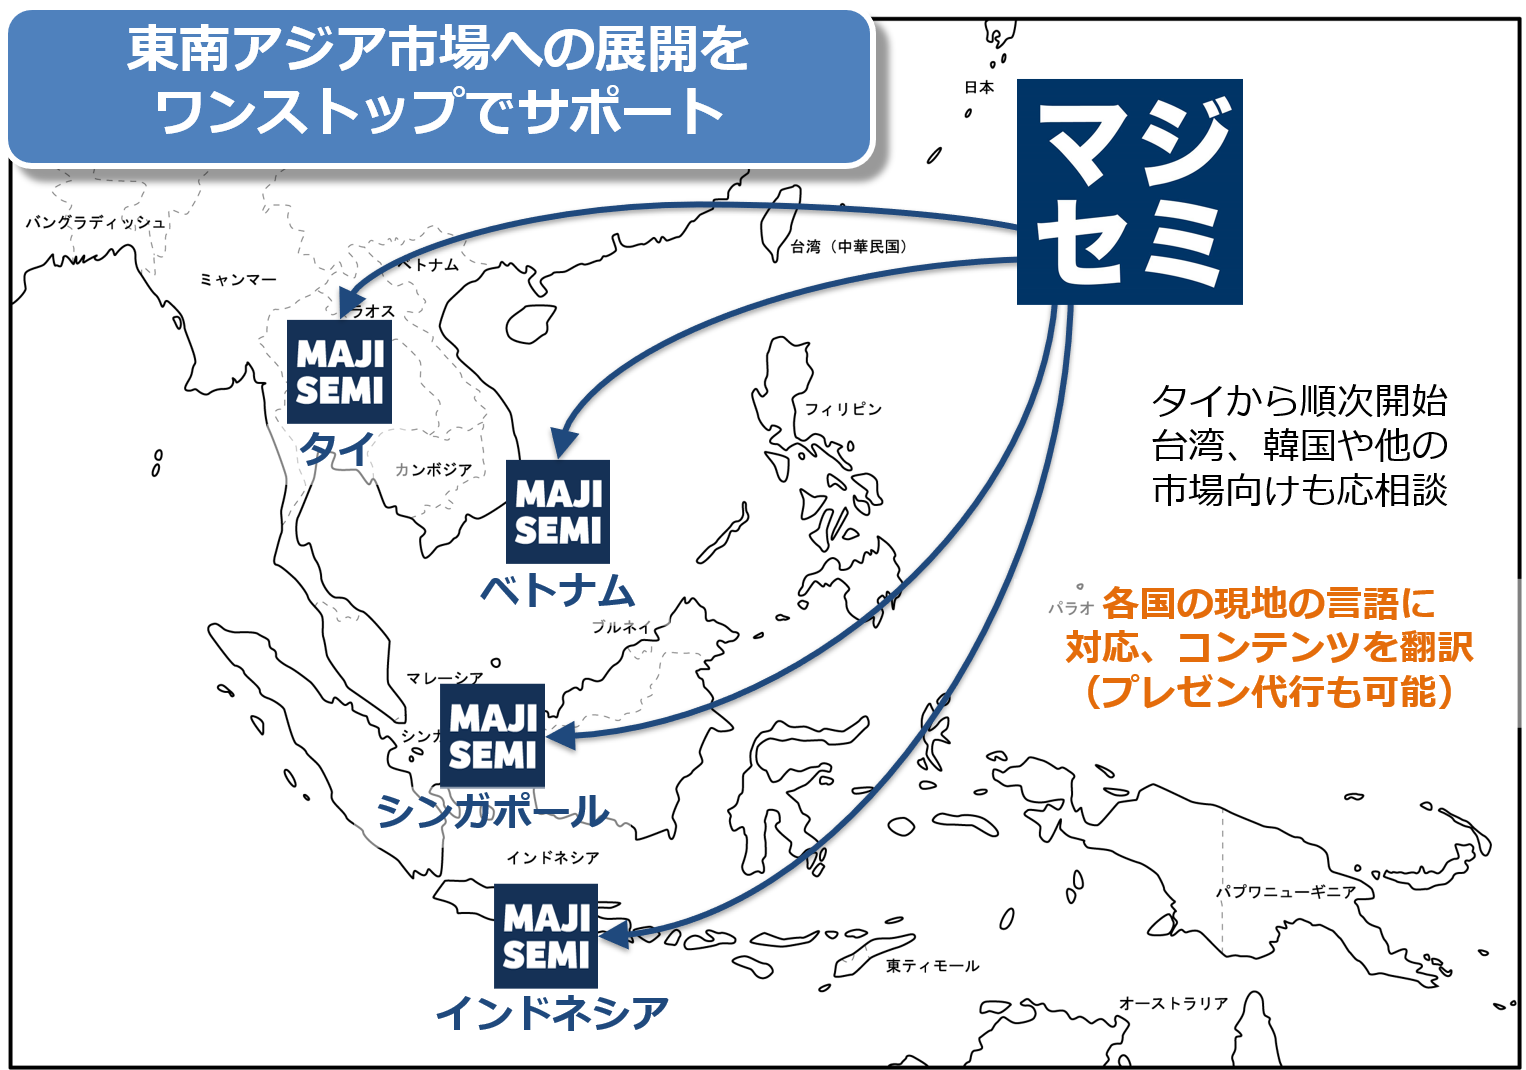 東南アジア市場への展開を
ワンストップでサポート
日本
マジ
セミ
バングラディッシュ
台湾（中華民国）
ベトナム
ミャンマー
ラオス
MAJI
SEMI
タイ
フィリピン
タイから順次開始
台湾、韓国や他の
市場向けも応相談
カンボジア
MAJI
SEMI
ベトナム
パラオ
各国の現地の言語に
対応、コンテンツを翻訳
（プレゼン代行も可能）
ブルネイ
マレーシア
シンガ
MAJI
SEMI
シンガポール
インドネシア
MAJI
SEMI
インドネシア
パプワニューギニア
東ティモール
オーストラリア